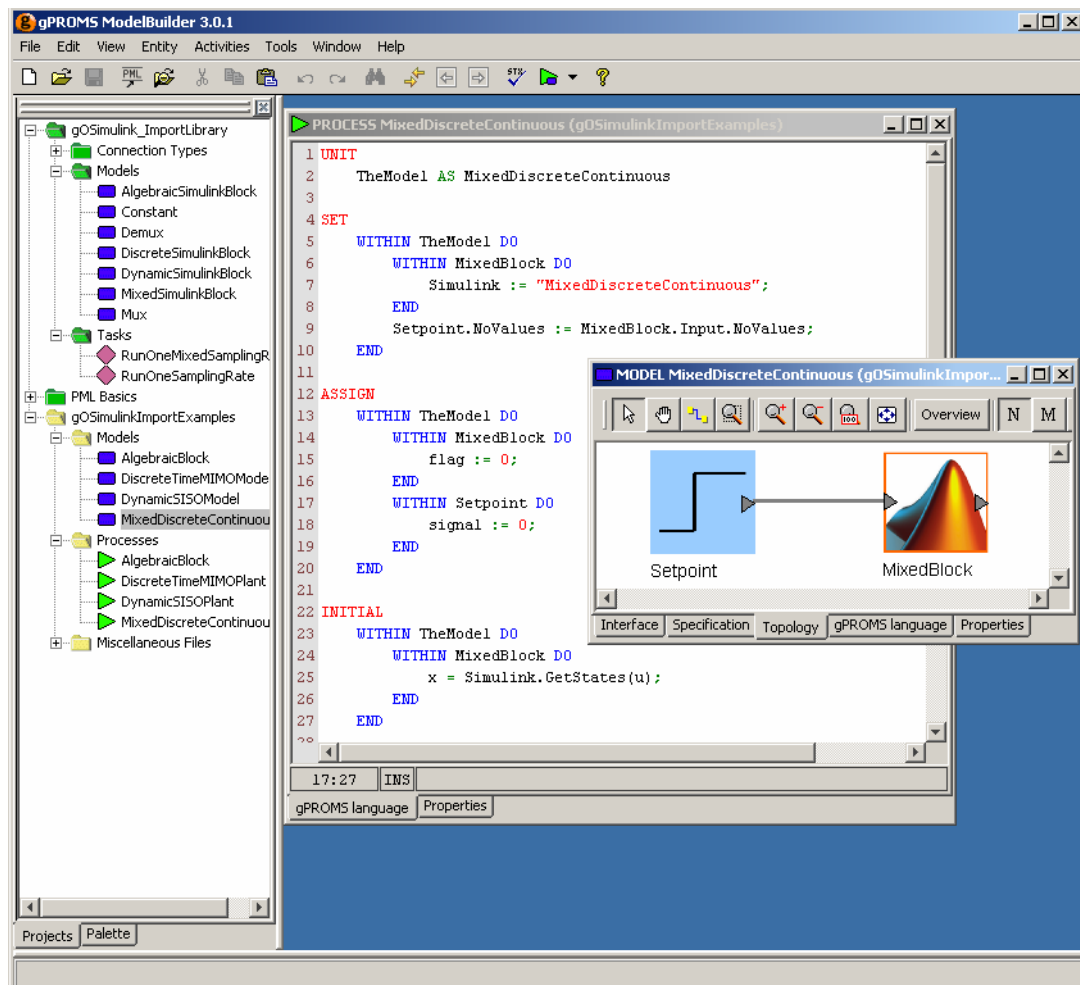 gPROMS ModelBuilder 3.0.1
File Edit View Entity Activities Tools Window Help
PML
STX
gOSimulink_ImportLibrary
Connection Types
Models
AlgebraicSimulinkBlock
Constant
Demux
DiscreteSimulinkBlock
DynamicSimulinkBlock
MixedSimulinkBlock
Mux
Tasks
RunOneMixedSamplingR
RunOneSamplingRate
PML Basics
gOSimulinkImportExamples
Models
AlgebraicBlock
DiscreteTimeMIMOMode
DynamicSISOModel
MixedDiscreteContinuou
Processes
AlgebraicBlock
DiscreteTimeMIMOPlant
DynamicSISOPlant
MixedDiscreteContinuou
Miscellaneous Files
Projects Palette
PROCESS MixedDiscreteContinuous (gOSimulinkImportExamples)
1 UNIT
2 TheModel AS MixedDiscreteContinuous
3
4 SET
5 WITHIN TheModel DO
6 WITHIN MixedBlock DO
7 Simulink := "MixedDiscreteContinuous";
8 END
9 Setpoint.NoValues := MixedBlock.Input.NoValues;
10 END
11
12 ASSIGN
13 WITHIN TheModel DO
14 WITHIN MixedBlock DO
15 flag := 0;
16 END
17 WITHIN Setpoint DO
18 signal := 0;
19 END
20 END
21
22 INITIAL
23 WITHIN TheModel DO
24 WITHIN MixedBlock DO
25 x = Simulink.GetStates(u);
26 END
27 END
17:27 INS
gPROMS language Properties
MODEL MixedDiscreteContinuous (gOSimulinkImpor...
100 Overview N M
Setpoint MixedBlock
Interface Specification Topology gPROMS language Properties